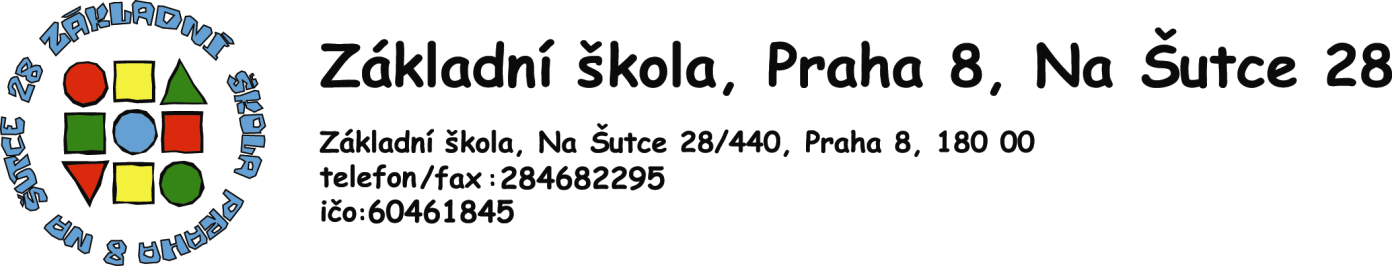 ZÁKLADNÍ ŠKOLA PRAHA 8 NA ŠUTCE 28
Základní škola, Praha 8, Na Šutce 28
Základní škola, Na Šutce 28/440, Praha 8, 180 00
telefon/fax:284682295
ičo:60461845